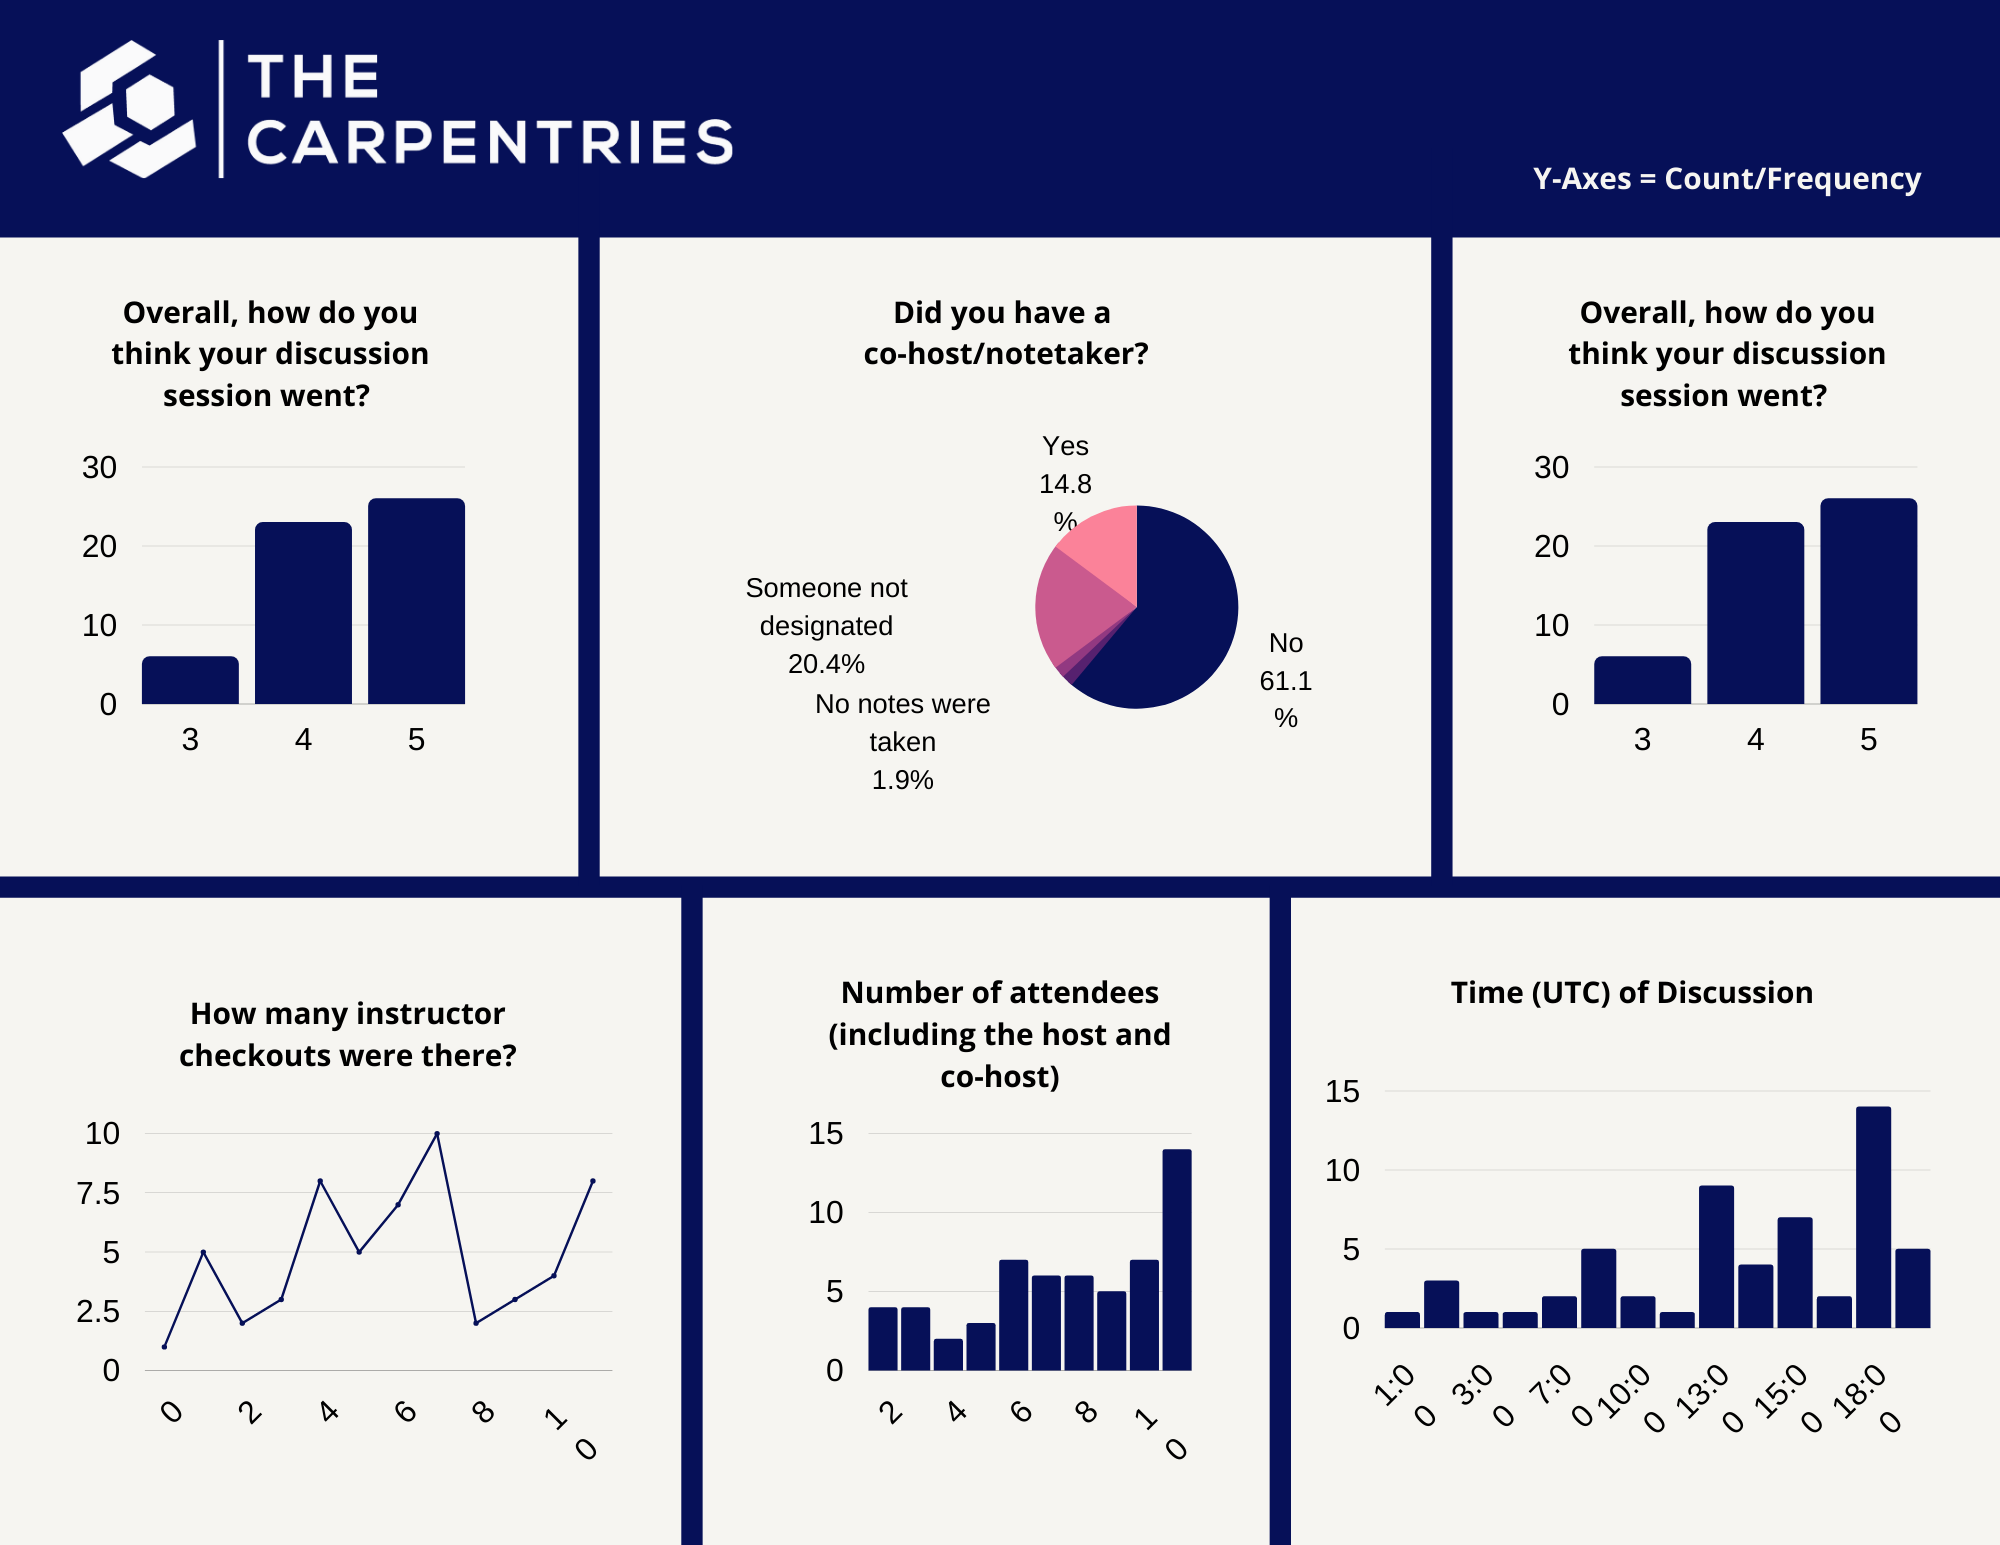 THE
CARPENTRIES
Y-Axes = Count/Frequency
Overall, how do you
think your discussion
session went?
30
20
10
0
3 4 5
Did you have a
co-host/notetaker?
Yes
14.8
%
Someone not
designated
20.4%
No notes were
taken
1.9%
No
61.1
%
Overall, how do you
think your discussion
session went?
30
20
10
0
3 4 5
How many instructor
checkouts were there?
10
7.5
5
2.5
0
0 2 4 6 8 1
0
Number of attendees
(including the host and
co-host)
15
10
5
0
2 4 6 8 1
0
Time (UTC) of Discussion
15
10
5
0
1:0 3:0 7:0 10:0 13:0 15:0 18:0
0 0 0 0 0 0 0